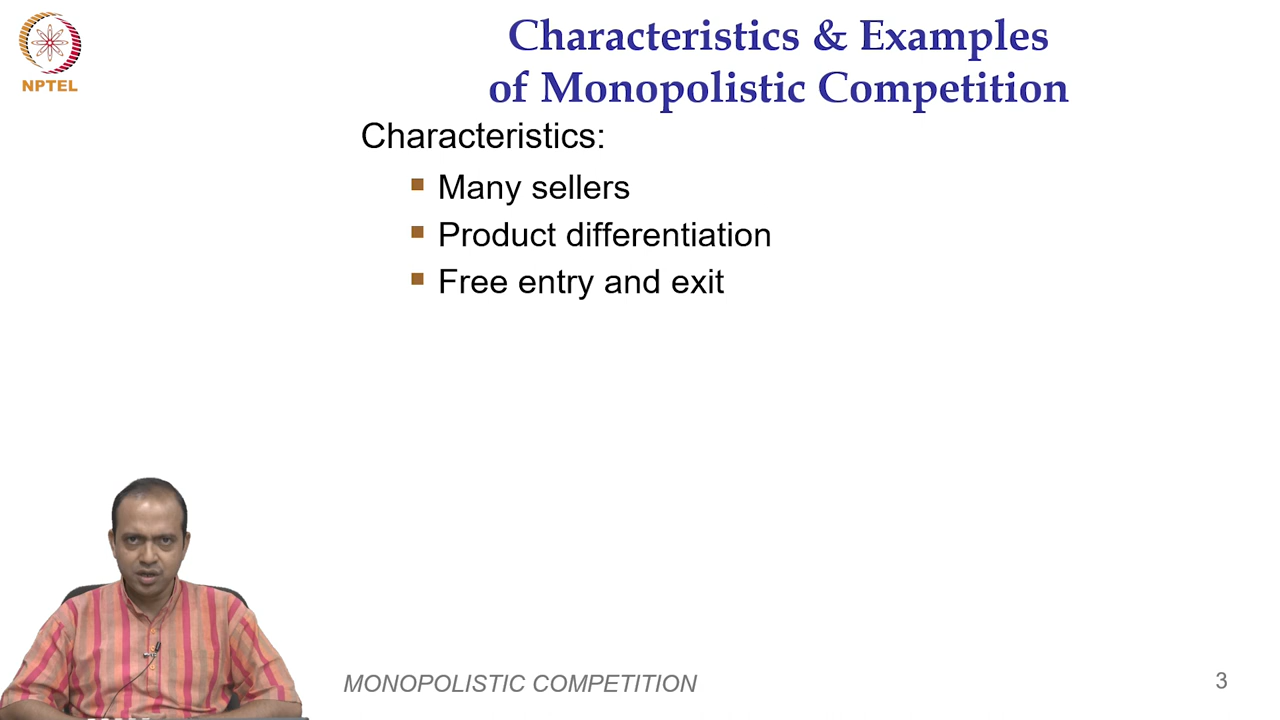 NPTEL
Characteristics & Examples
of Monopolistic Competition
Characteristics:
Many sellers
Product differentiation
Free entry and exit
MONOPOLISTIC COMPETITION
3